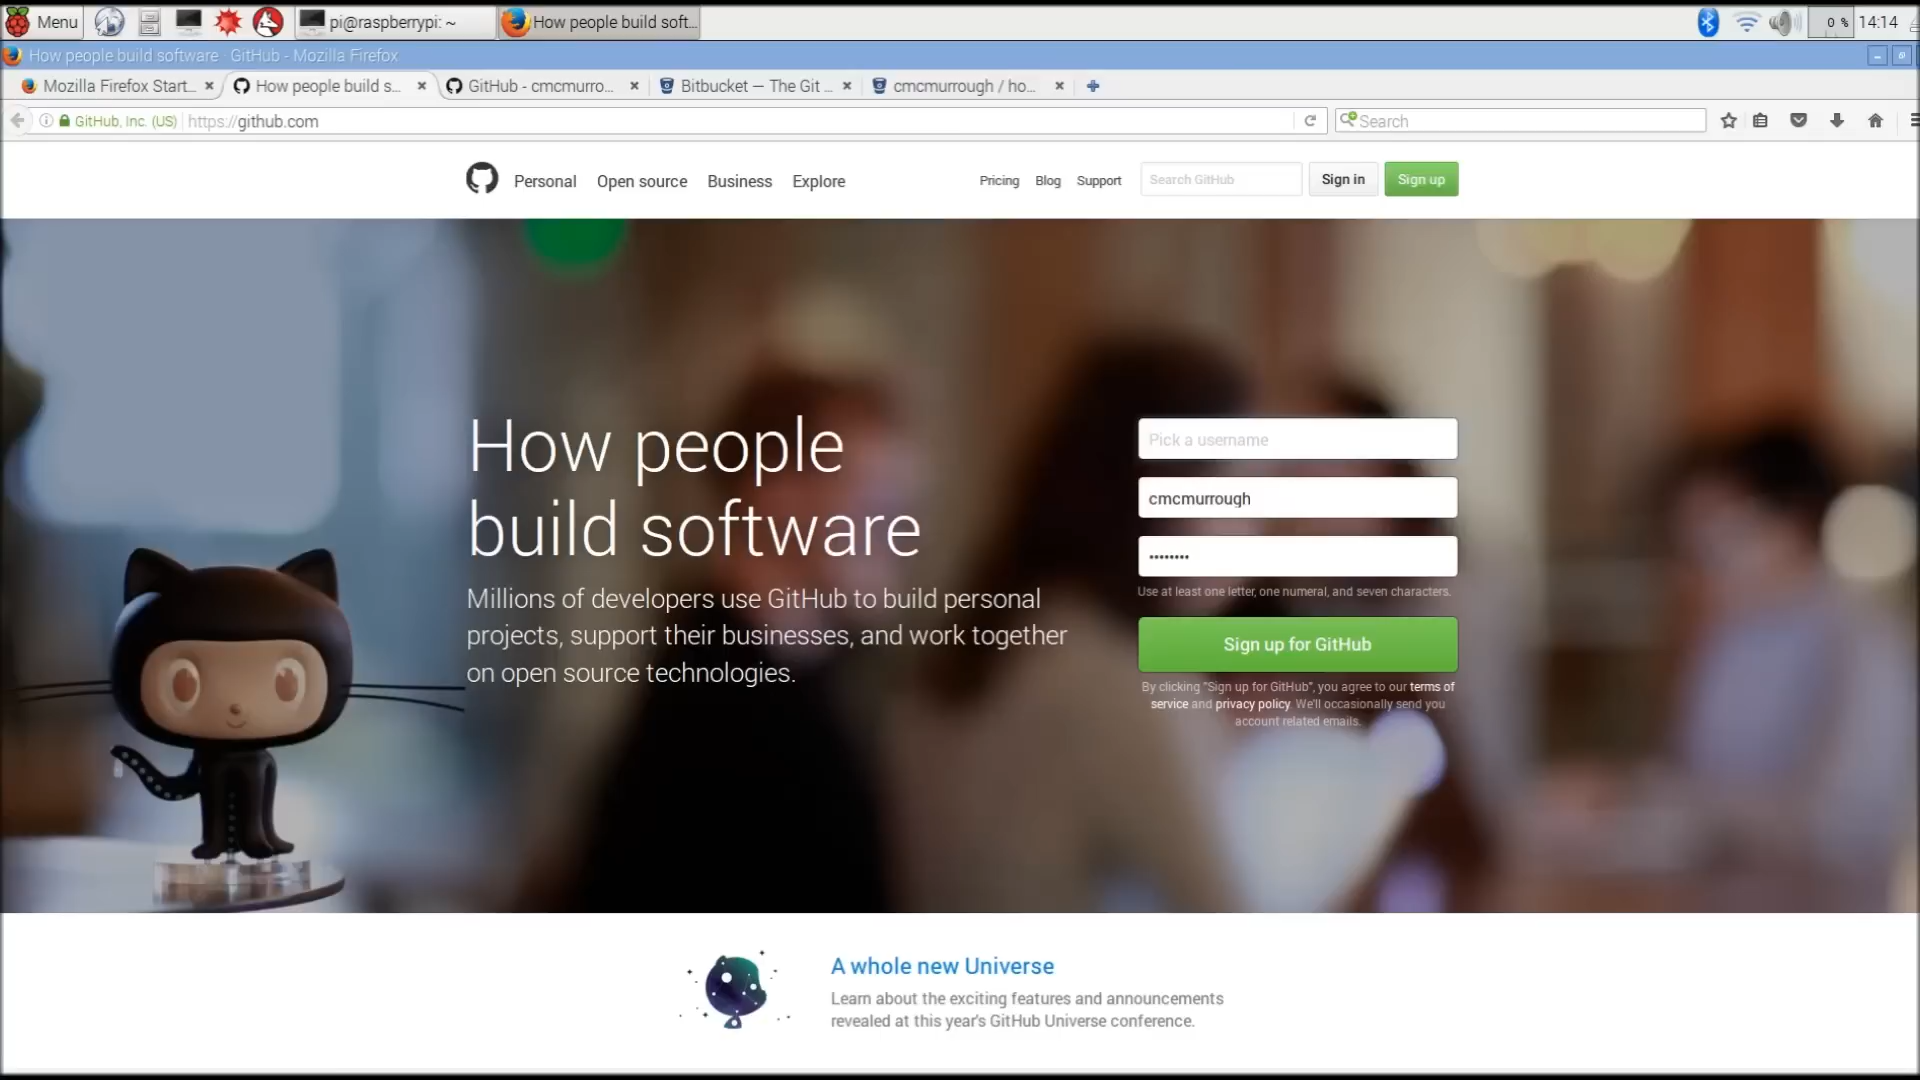 Menu
pi@raspberrypi: ~
How people build soft...
0 %
14:14
How people build software · GitHub - Mozilla Firefox
Mozilla Firefox Start...
How people build s...
GitHub - cmcmurro...
Bitbucket — The Git ...
cmcmurrough / ho...
GitHub, Inc. (US)
https://github.com
Search
Personal
Open source
Business
Explore
Pricing
Blog
Support
Search GitHub
Sign in
Sign up
How people
build software
Millions of developers use GitHub to build personal
projects, support their businesses, and work together
on open source technologies.
Pick a username
cmcmurrough
••••••••
Use at least one letter, one numeral, and seven characters.
Sign up for GitHub
By clicking "Sign up for GitHub", you agree to our terms of
service and privacy policy. We'll occasionally send you
account related emails.
A whole new Universe
Learn about the exciting features and announcements
revealed at this year's GitHub Universe conference.